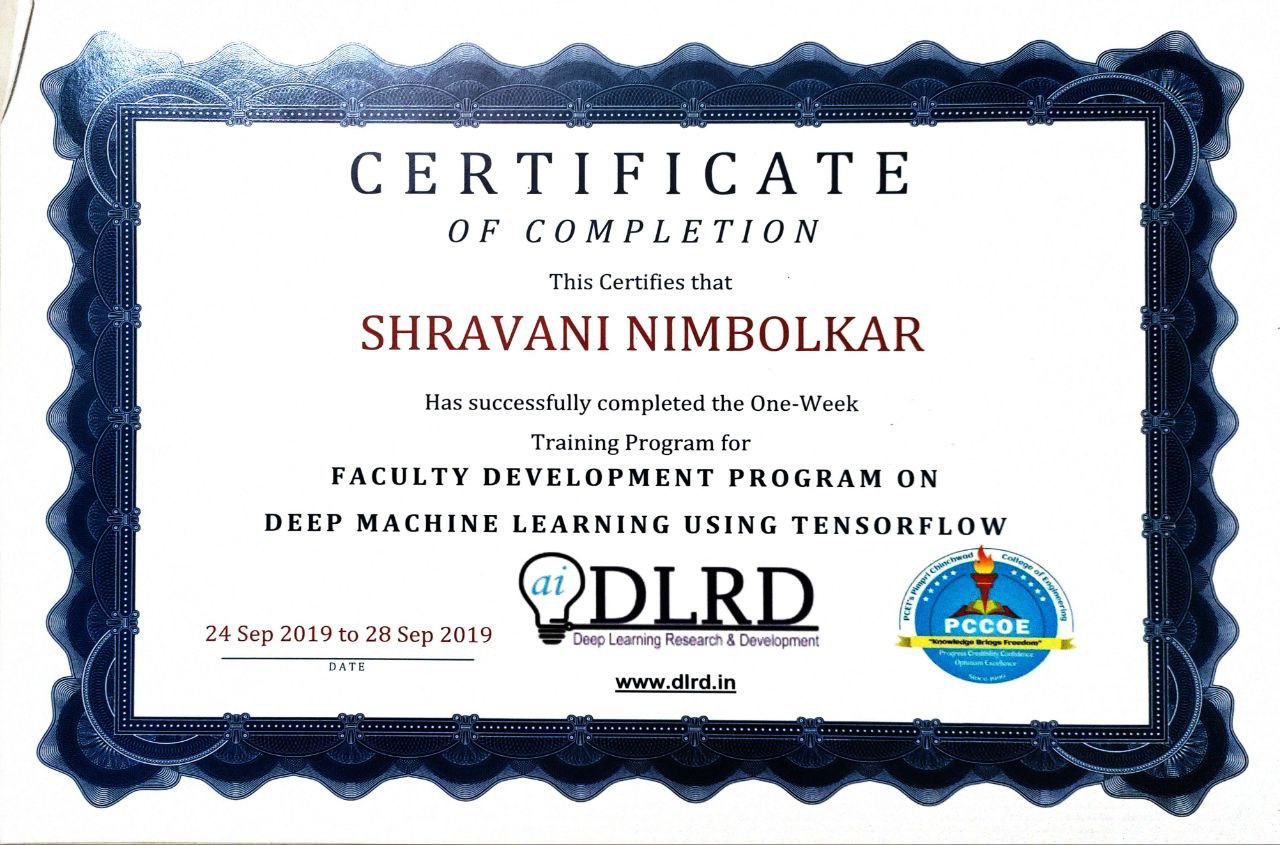 CERTIFICATE
OF COMPLETION
This Certifies that
SHRAVANI NIMBOLKAR
Has successfully completed the One-Week
Training Program for
FACULTY DEVELOPMENT PROGRAM ON
DEEP MACHINE LEARNING USING TENSORFLOW
24 Sep 2019 to 28 Sep 2019
DATE
ai DLRD
Deep Learning Research & Development
www.dlrd.in
PCET's Pimpri Chinchwad College of Engineering
PCCOE
"Knowledge Brings Freedom"
Progress Credibility Confidence
Optimism Excellence
Since 1999